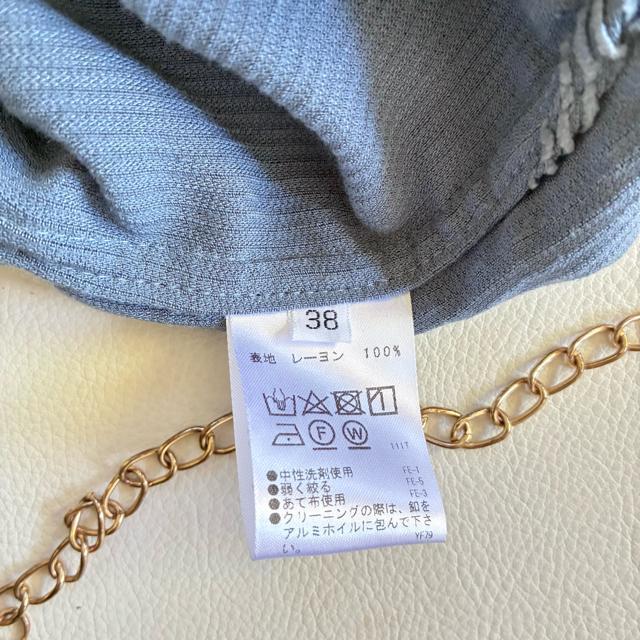 38
表地 レーヨン 100%
F W
111T
●中性洗剤使用 FE-1
●弱く絞る FE-5
●あて布使用 FE-3
●クリーニングの際は、釦を
アルミホイルに包んで下さ
い。 YF79